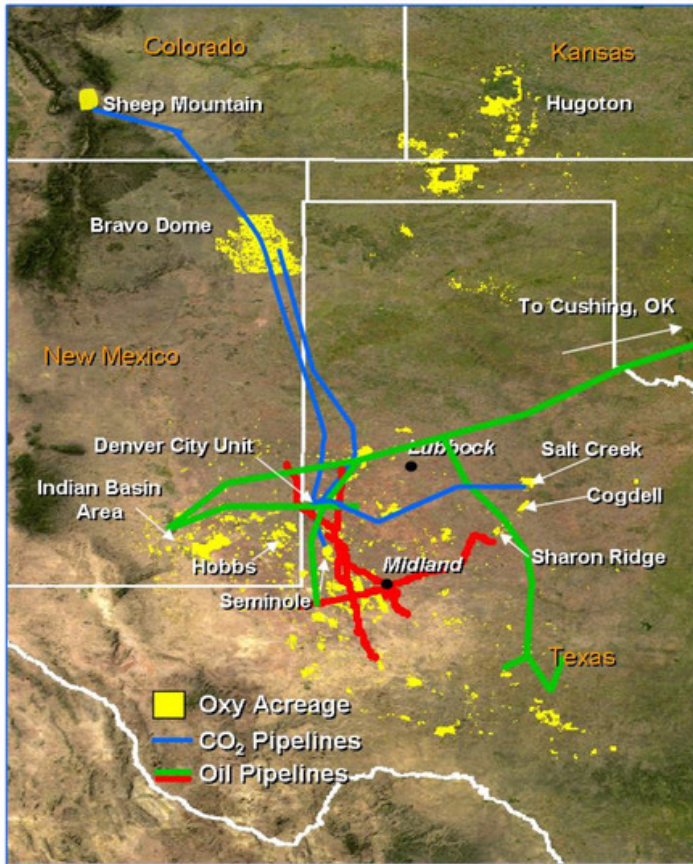 Colorado
Kansas
Sheep Mountain
Hugoton
Bravo Dome
To Cushing, OK
New Mexico
Denver City Unit
Lubbock
Salt Creek
Indian Basin
Area
Cogdell
Hobbs
Midland
Sharon Ridge
Seminole
Texas
Oxy Acreage
CO₂ Pipelines
Oil Pipelines